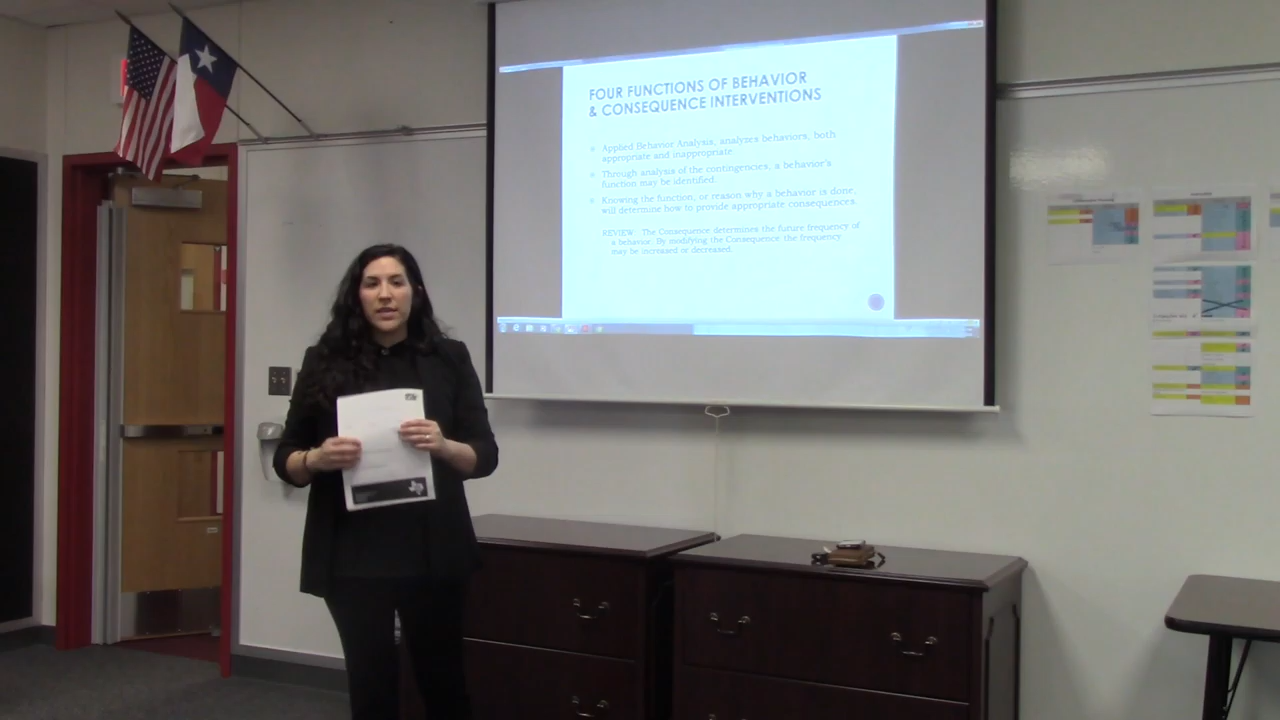 FOUR FUNCTIONS OF BEHAVIOR
& CONSEQUENCE INTERVENTIONS
Applied Behavior Analysis, analyzes behaviors, both
appropriate and inappropriate.
Through analysis of the contingencies, a behavior's
function may be identified.
Knowing the function, or reason why a behavior is done,
will determine how to provide appropriate consequences.
REVIEW: The Consequence determines the future frequency of
a behavior. By modifying the Consequence the frequency
may be increased or decreased.